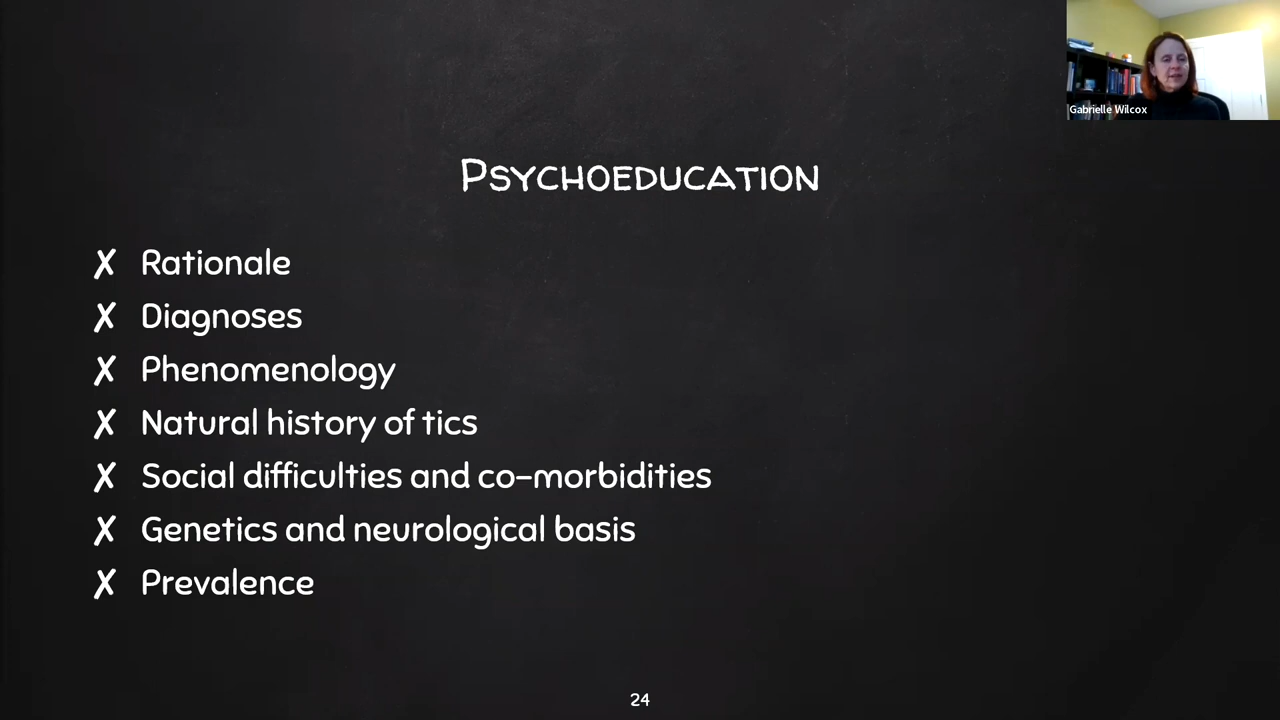 Gabrielle Wilcox
Psychoeducation
✗ Rationale
✗ Diagnoses
✗ Phenomenology
✗ Natural history of tics
✗ Social difficulties and co-morbidities
✗ Genetics and neurological basis
✗ Prevalence
24